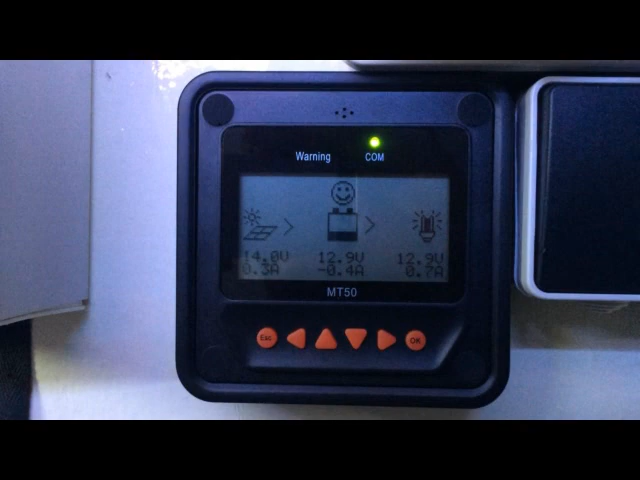 Warning COM
14.0V 12.9V 12.9V
0.3A -0.4A 0.7A
MT50
Esc OK